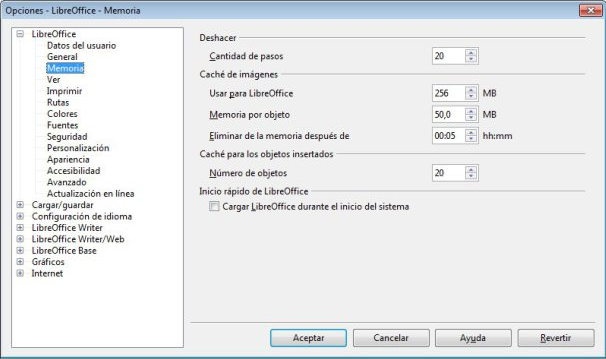 Opciones - LibreOffice - Memoria
LibreOffice
Datos del usuario
General
Memoria
Ver
Imprimir
Rutas
Colores
Fuentes
Seguridad
Personalización
Apariencia
Accesibilidad
Avanzado
Actualización en línea
Cargar/guardar
Configuración de idioma
LibreOffice Writer
LibreOffice Writer/Web
LibreOffice Base
Gráficos
Internet
Deshacer
Cantidad de pasos 20
Caché de imágenes
Usar para LibreOffice 256 MB
Memoria por objeto 50,0 MB
Eliminar de la memoria después de 00:05 hh:mm
Caché para los objetos insertados
Número de objetos 20
Inicio rápido de LibreOffice
Cargar LibreOffice durante el inicio del sistema
Aceptar Cancelar Ayuda Revertir